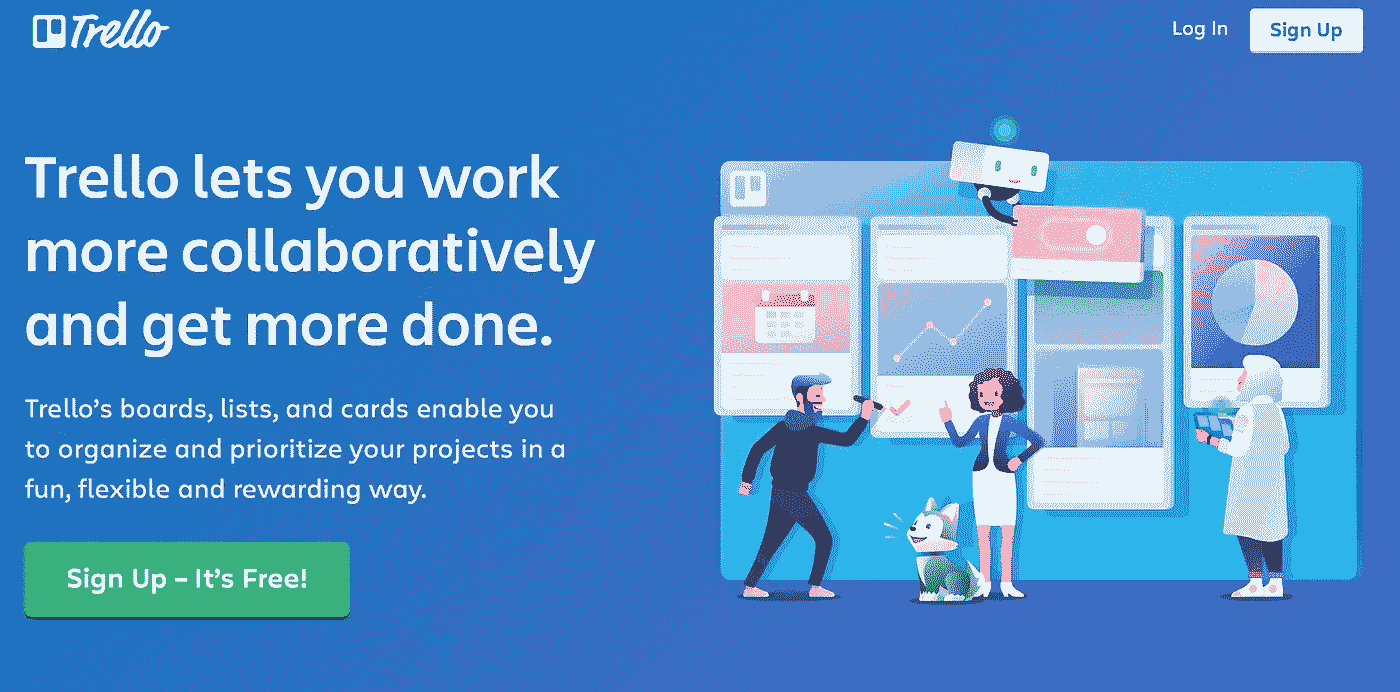 Trello
Log In
Sign Up
Trello lets you work
more collaboratively
and get more done.
Trello’s boards, lists, and cards enable you
to organize and prioritize your projects in a
fun, flexible and rewarding way.
Sign Up – It’s Free!